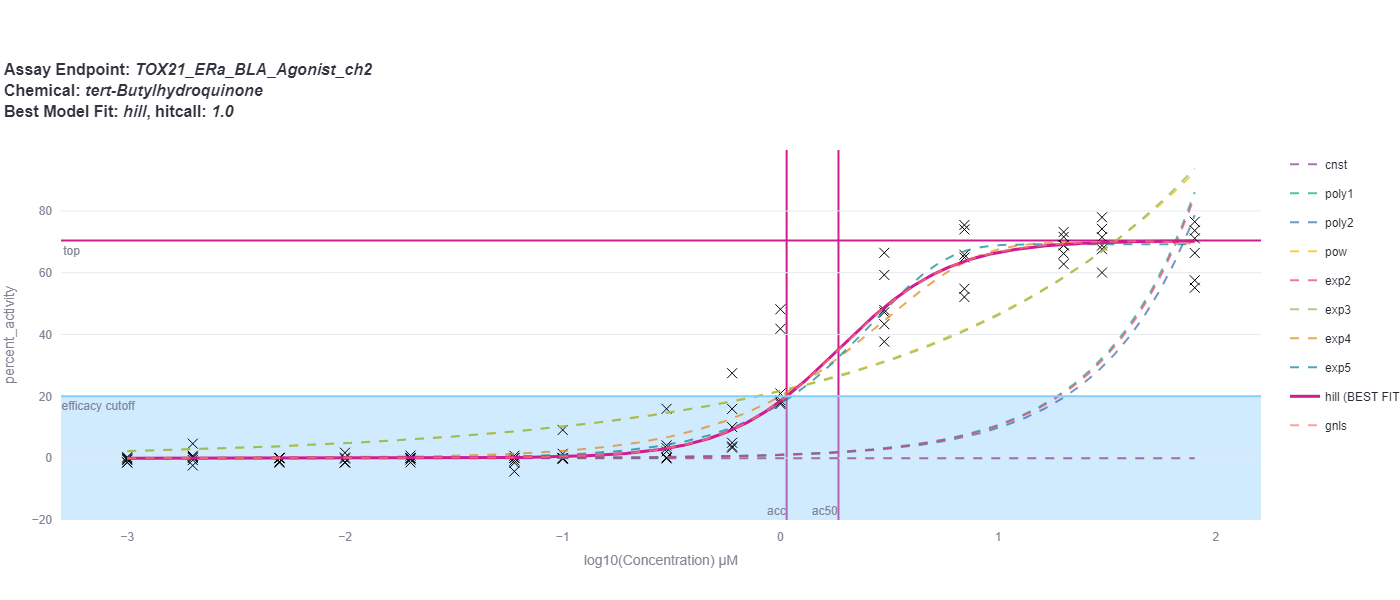 Assay Endpoint: TOX21_ERa_BLA_Agonist_ch2
Chemical: tert-Butylhydroquinone
Best Model Fit: hill, hitcall: 1.0
cnst
poly1
poly2
pow
exp2
exp3
exp4
exp5
hill (BEST FIT
gnls
percent_activity
80
60
40
20
0
−20
top
efficacy cutoff
acc
ac50
−3
−2
−1
0
1
2
log10(Concentration) µM